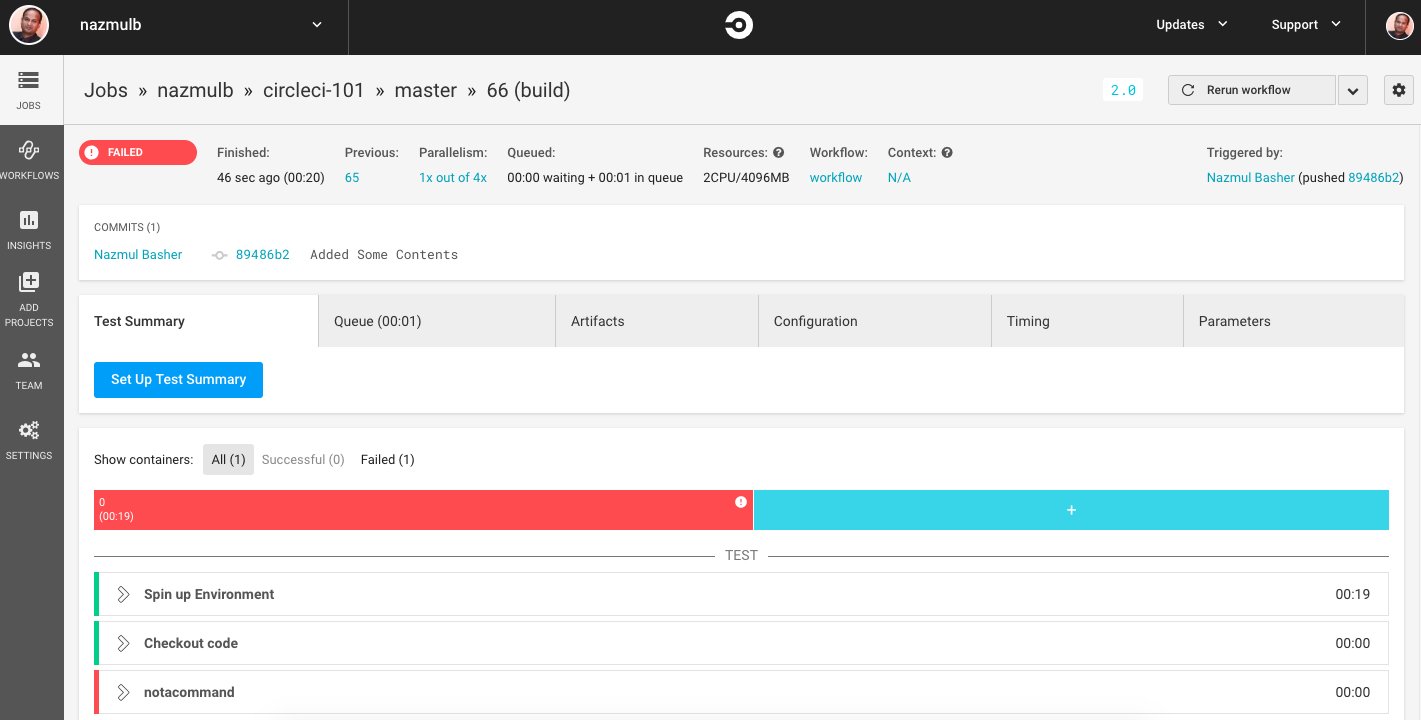 nazmulb
Updates
Support
JOBS
WORKFLOWS
INSIGHTS
ADD
PROJECTS
TEAM
SETTINGS
Jobs » nazmulb » circleci-101 » master » 66 (build)
2.0
Rerun workflow
FAILED
Finished:
46 sec ago (00:20)
Previous:
65
Parallelism:
1x out of 4x
Queued:
00:00 waiting + 00:01 in queue
Resources:
2CPU/4096MB
Workflow:
workflow
Context:
N/A
Triggered by:
Nazmul Basher (pushed 89486b2)
COMMITS (1)
Nazmul Basher 89486b2 Added Some Contents
Test Summary
Queue (00:01)
Artifacts
Configuration
Timing
Parameters
Set Up Test Summary
Show containers: All (1) Successful (0) Failed (1)
0
(00:19)
+
TEST
Spin up Environment 00:19
Checkout code 00:00
notacommand 00:00